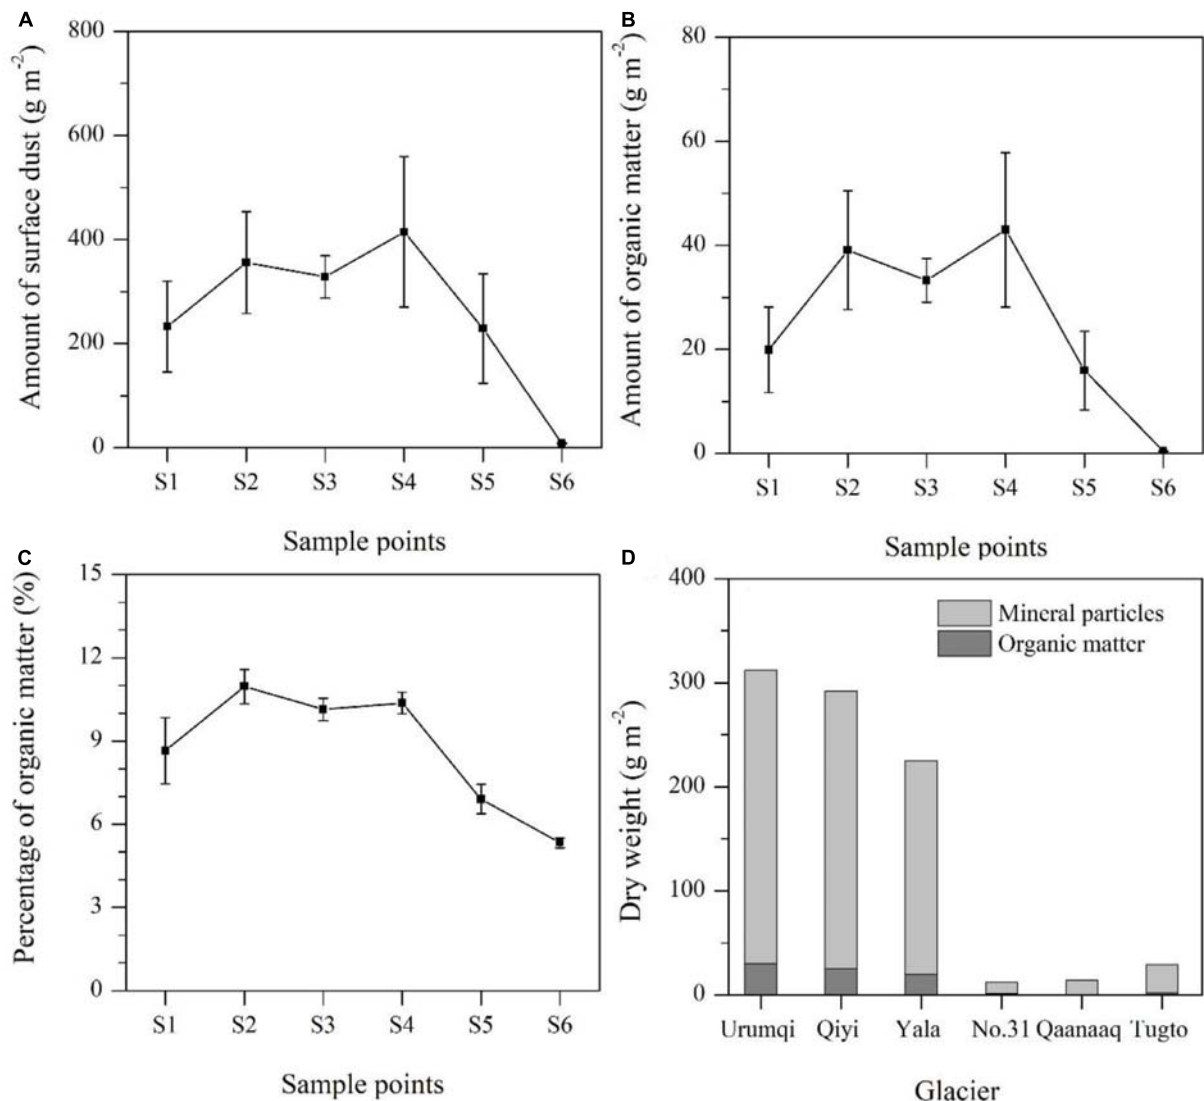 A
Amount of surface dust (g m-2)
800
600
400
200
0
S1 S2 S3 S4 S5 S6
Sample points
B
Amount of organic matter (g m-2)
80
60
40
20
0
S1 S2 S3 S4 S5 S6
Sample points
C
Percentage of organic matter (%)
15
12
9
6
3
0
S1 S2 S3 S4 S5 S6
Sample points
D
Dry weight (g m-2)
400
300
200
100
0
Mineral particles
Organic matter
Urumqi Qiyi Yala No.31 Qaanaaq Tugto
Glacier